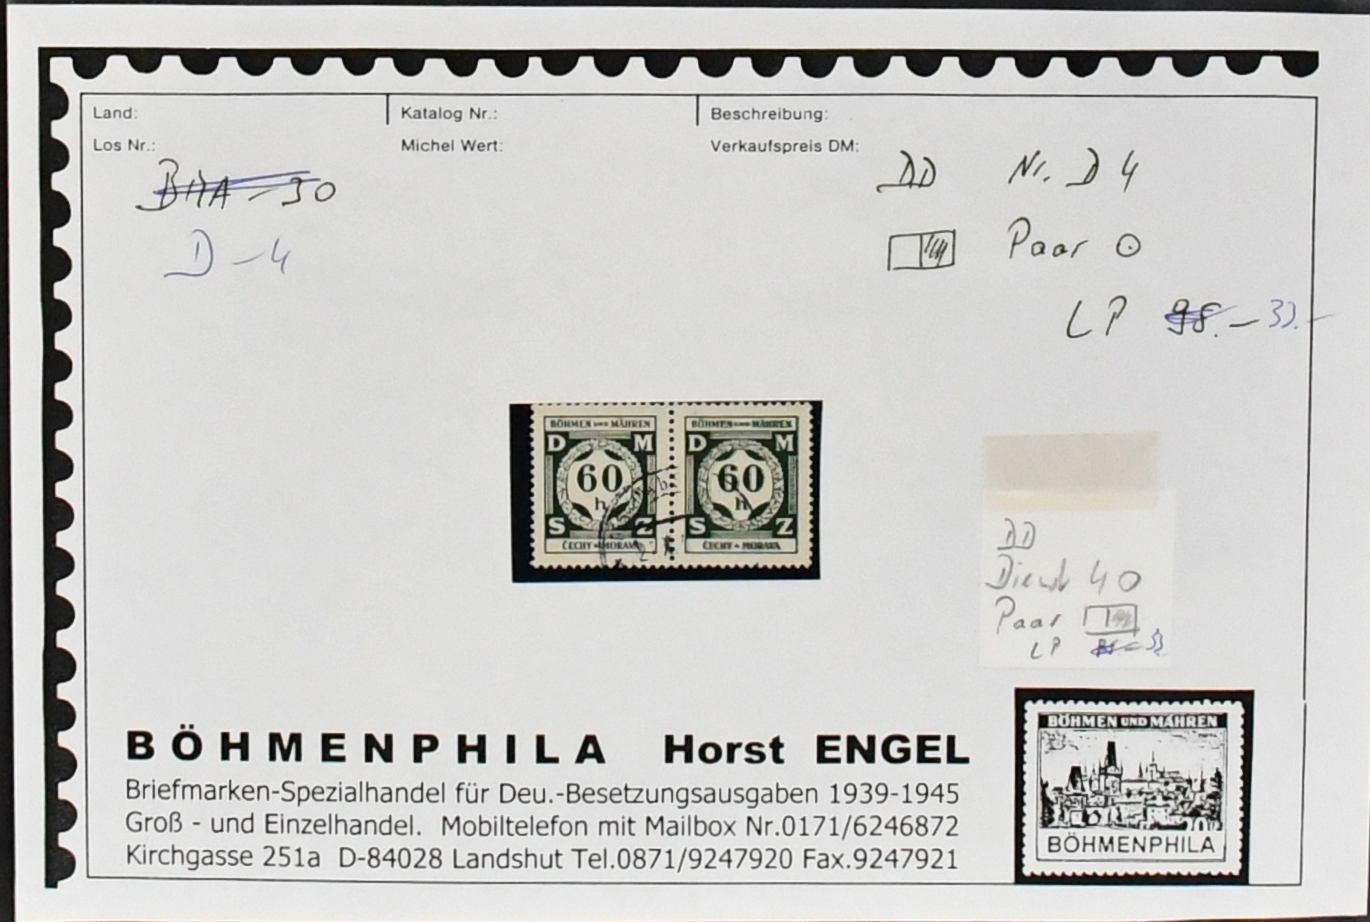 Land:
Katalog Nr.:
Beschreibung:
Los Nr.:
Michel Wert:
Verkaufspreis DM:
DD Nr. D 4
D-4
Paar
LP 98.- 33.-
BÖHMEN UND MÄHREN
D M
60
h
S Z
ČECHY-MORAVA
BÖHMEN UND MÄHREN
D M
60
h
S Z
ČECHY-MORAVA
DD
Dienst 4
Paar
LP 33
BÖHMENPHILA Horst ENGEL
Briefmarken-Spezialhandel für Deu.-Besetzungsausgaben 1939-1945
Groß - und Einzelhandel. Mobiltelefon mit Mailbox Nr.0171/6246872
Kirchgasse 251a D-84028 Landshut Tel.0871/9247920 Fax.9247921
BÖHMEN UND MÄHREN
BÖHMENPHILA